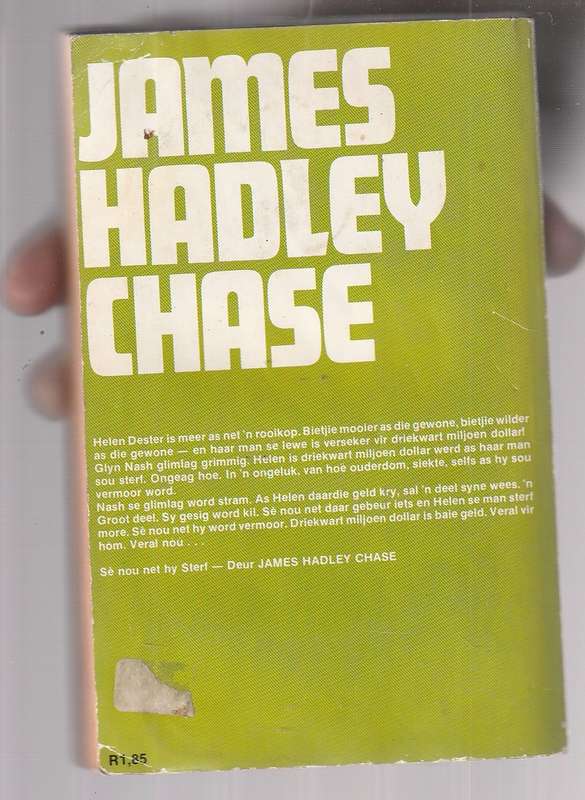 JAMES
HADLEY
CHASE
Helen Dester is meer as net 'n rooikop. Bietjie mooier as die gewone, bietjie wilder
as die gewone — en haar man se lewe is verseker vir driekwart miljoen dollar!
Glyn Nash glimlag grimmig. Helen is driekwart miljoen dollar werd as haar man
sou sterf. Ongeag hoe. In 'n ongeluk, van hoë ouderdom, siekte, selfs as hy sou
vermoor word.
Nash se glimlag word stram. As Helen daardie geld kry, sal 'n deel syne wees. 'n
Groot deel. Sy gesig word kil. Sê nou net daar gebeur iets en Helen se man sterf
more. Sê nou net hy word vermoor. Driekwart miljoen dollar is baie geld. Veral vir
hom. Veral nou . . .
Sê nou net hy Sterf — Deur JAMES HADLEY CHASE
R1,85